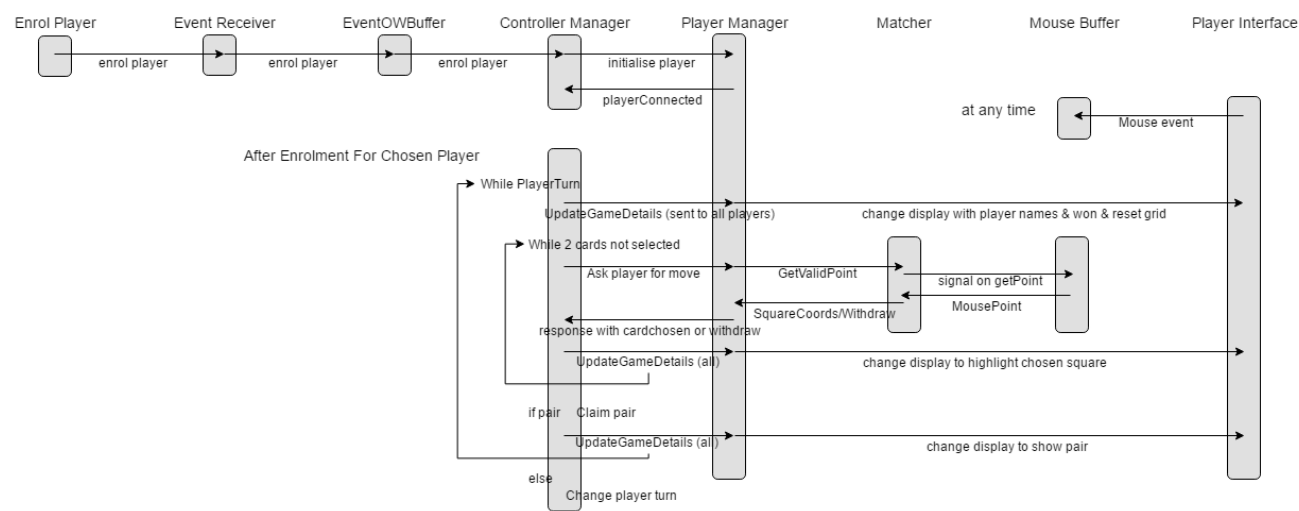 Enrol Player
Event Receiver
EventOWBuffer
Controller Manager
Player Manager
Matcher
Mouse Buffer
Player Interface
enrol player
enrol player
enrol player
initialise player
playerConnected
at any time
Mouse event
After Enrolment For Chosen Player
While PlayerTurn
UpdateGameDetails (sent to all players)
change display with player names & won & reset grid
While 2 cards not selected
Ask player for move
GetValidPoint
signal on getPoint
MousePoint
SquareCoords/Withdraw
response with cardchosen or withdraw
UpdateGameDetails (all)
change display to highlight chosen square
if pair
Claim pair
UpdateGameDetails (all)
change display to show pair
else
Change player turn